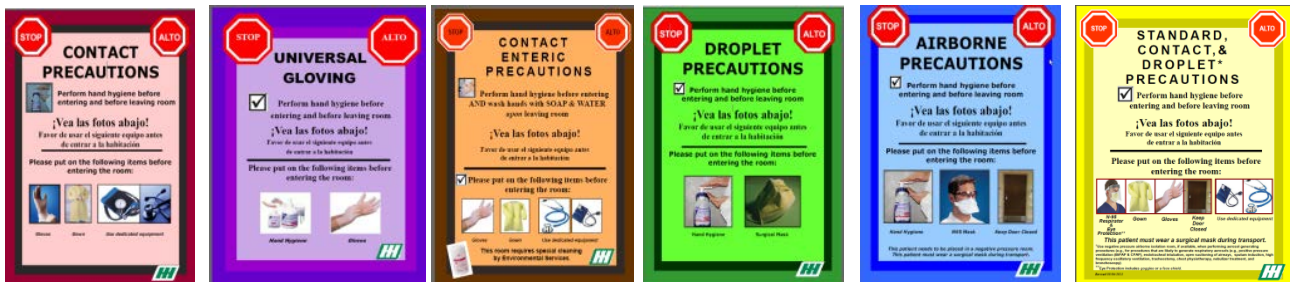 STOP
ALTO
CONTACT
PRECAUTIONS
Perform hand hygiene before
entering and before leaving room
¡Vea las fotos abajo!
Favor de usar el siguiente equipo antes
de entrar a la habitación
Please put on the following items before
entering the room:
Gloves Gown Use dedicated equipment
STOP
ALTO
UNIVERSAL
GLOVING
Perform hand hygiene before
entering and before leaving room
¡Vea las fotos abajo!
Favor de usar el siguiente equipo antes
de entrar a la habitación
Please put on the following items before
entering the room:
Hand Hygiene Gloves
STOP
ALTO
CONTACT
ENTERIC
PRECAUTIONS
Perform hand hygiene before entering
AND wash hands with SOAP & WATER
upon leaving room
¡Vea las fotos abajo!
Favor de usar el siguiente equipo antes
de entrar a la habitación
Please put on the following items before
entering the room:
Gloves Gown Use dedicated equipment
This room requires special cleaning
by Environmental Services.
STOP
ALTO
DROPLET
PRECAUTIONS
Perform hand hygiene before
entering and before leaving room
¡Vea las fotos abajo!
Favor de usar el siguiente equipo antes
de entrar a la habitación
Please put on the following items before
entering the room:
Hand Hygiene Surgical Mask
STOP
ALTO
AIRBORNE
PRECAUTIONS
Perform hand hygiene before
entering and before leaving room
¡Vea las fotos abajo!
Favor de usar el siguiente equipo antes
de entrar a la habitación
Please put on the following items before
entering the room:
Hand Hygiene N95 Mask Keep Door Closed
This patient needs to be placed in a negative pressure room.
This patient must wear a surgical mask during transport.
STOP
ALTO
STANDARD,
CONTACT,&
DROPLET*
PRECAUTIONS
Perform hand hygiene before
entering and before leaving room
¡Vea las fotos abajo!
Favor de usar el siguiente equipo antes
de entrar a la habitación
Please put on the following items before
entering the room:
N-95
Respirator
&
Eye
Protection**
Gown
Gloves
Keep
Door
Closed
Use dedicated equipment
This patient must wear a surgical mask during transport.